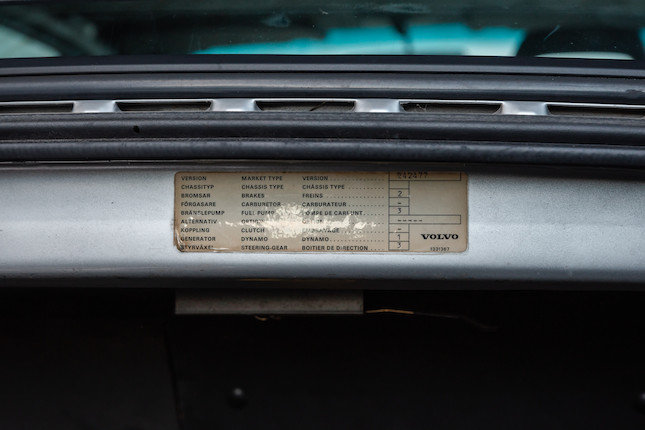 VERSION MARKET TYPE VERSION
CHASSITYP CHASSIS TYPE CHÂSSIS TYPE
BROMSAR BRAKES FREINS 2
FÖRGASARE CARBURETOR CARBURATEUR -
BRÄNSLEPUMP FUEL PUMP POMPE DE CARBUNT 3
ALTERNATIV -----
KOPPLING CLUTCH -
GENERATOR DYNAMO DYNAMO 1 VOLVO
STYRVÄXEL STEERING-GEAR BOITIER DE DIRECTION 3